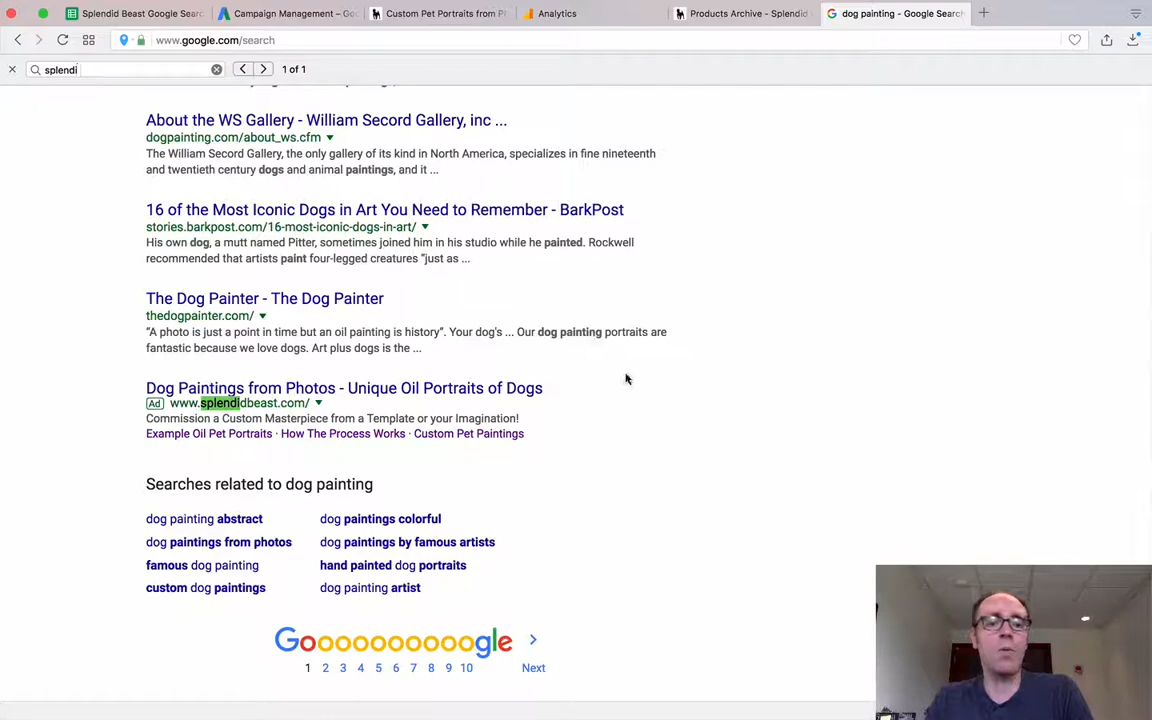 Splendid Beast Google Searc
Campaign Management – Go
Custom Pet Portraits from Ph
Analytics
Products Archive - Splendid
dog painting - Google Search
www.google.com/search
splendi
1 of 1
About the WS Gallery - William Secord Gallery, inc ...
dogpainting.com/about_ws.cfm
The William Secord Gallery, the only gallery of its kind in North America, specializes in fine nineteenth
and twentieth century dogs and animal paintings, and it ...
16 of the Most Iconic Dogs in Art You Need to Remember - BarkPost
stories.barkpost.com/16-most-iconic-dogs-in-art/
His own dog, a mutt named Pitter, sometimes joined him in his studio while he painted. Rockwell
recommended that artists paint four-legged creatures "just as ...
The Dog Painter - The Dog Painter
thedogpainter.com/
“A photo is just a point in time but an oil painting is history”. Your dog's ... Our dog painting portraits are
fantastic because we love dogs. Art plus dogs is the ...
Dog Paintings from Photos - Unique Oil Portraits of Dogs
Ad www.splendidbeast.com/
Commission a Custom Masterpiece from a Template or your Imagination!
Example Oil Pet Portraits · How The Process Works · Custom Pet Paintings
Searches related to dog painting
dog painting abstract
dog paintings colorful
dog paintings from photos
dog paintings by famous artists
famous dog painting
hand painted dog portraits
custom dog paintings
dog painting artist
Goooooooooogle
1 2 3 4 5 6 7 8 9 10 Next